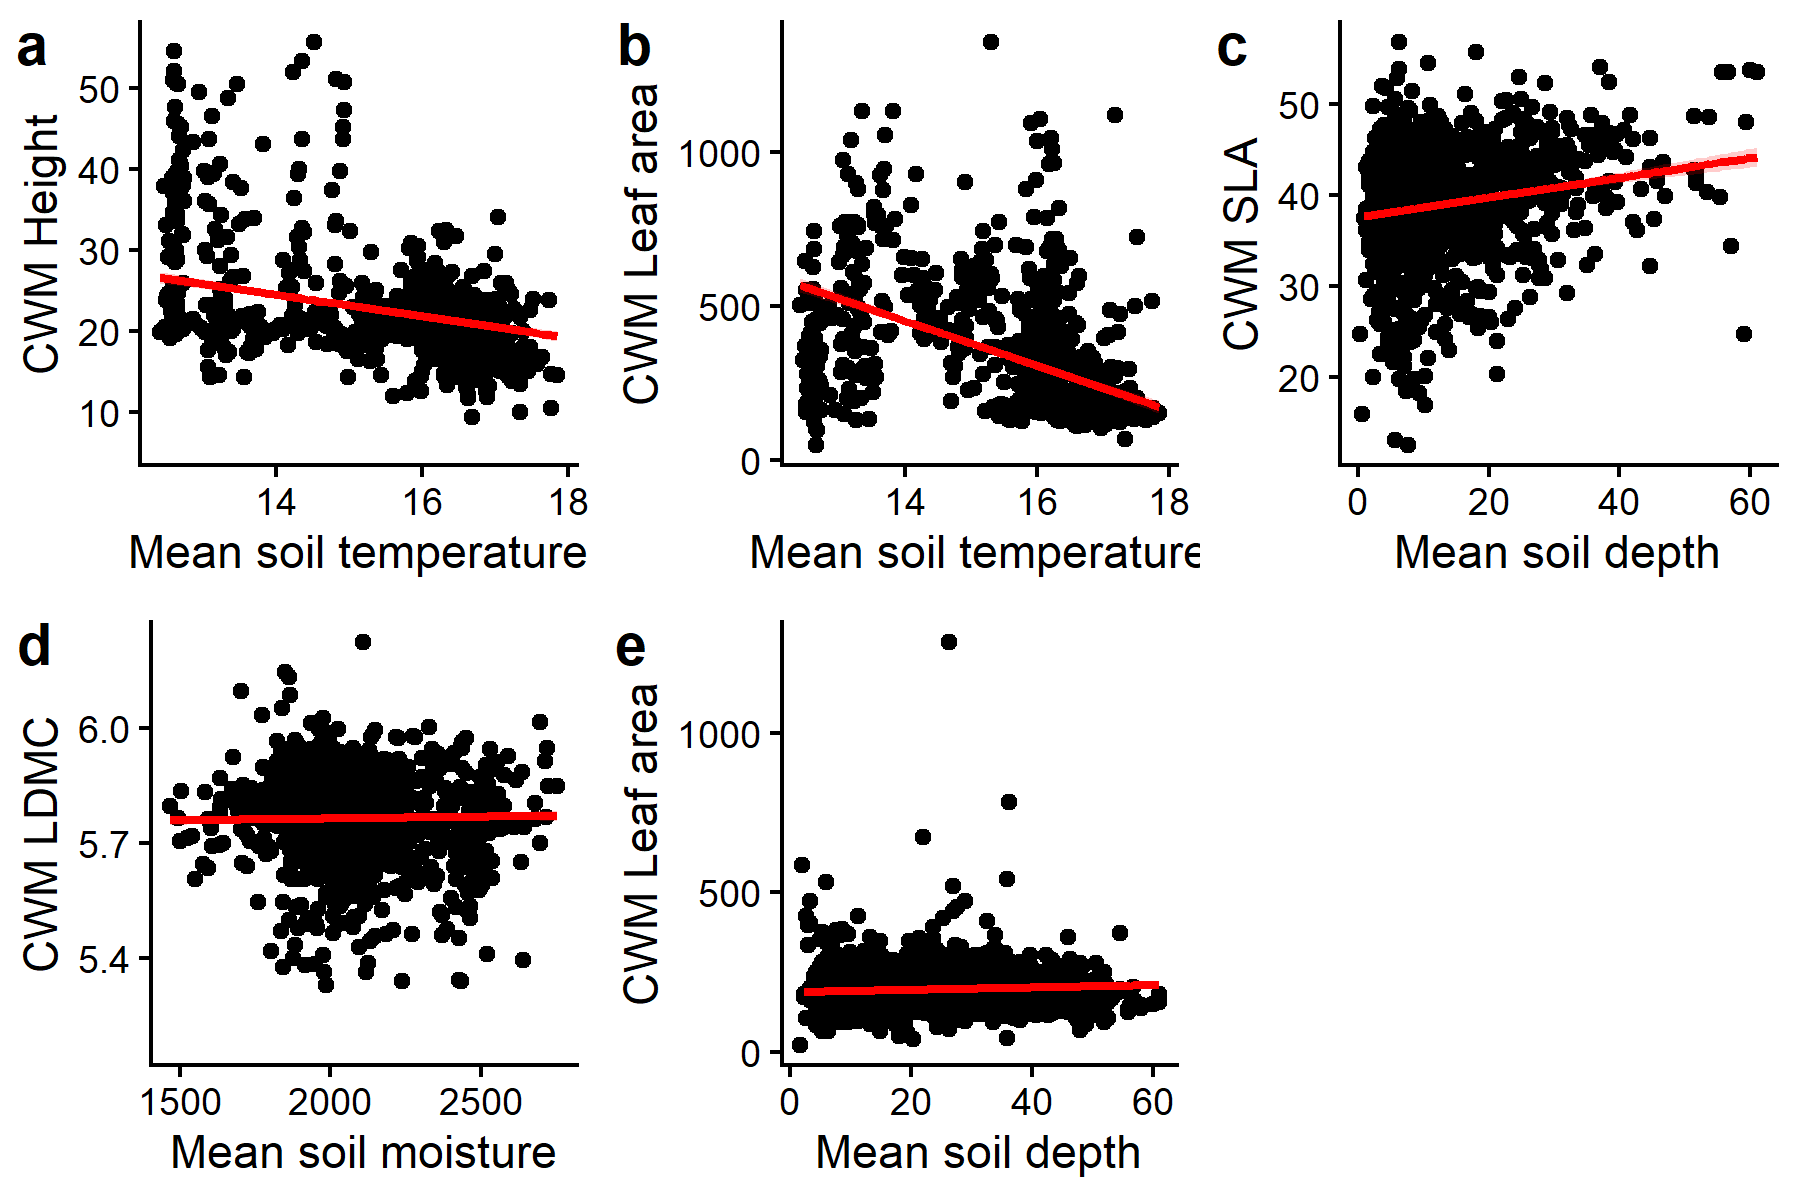 a
CWM Height
50
40
30
20
10
14
16
18
Mean soil temperature
b
CWM Leaf area
1000
500
0
14
16
18
Mean soil temperature
c
CWM SLA
50
40
30
20
0
20
40
60
Mean soil depth
d
CWM LDMC
6.0
5.7
5.4
1500
2000
2500
Mean soil moisture
e
CWM Leaf area
1000
500
0
0
20
40
60
Mean soil depth